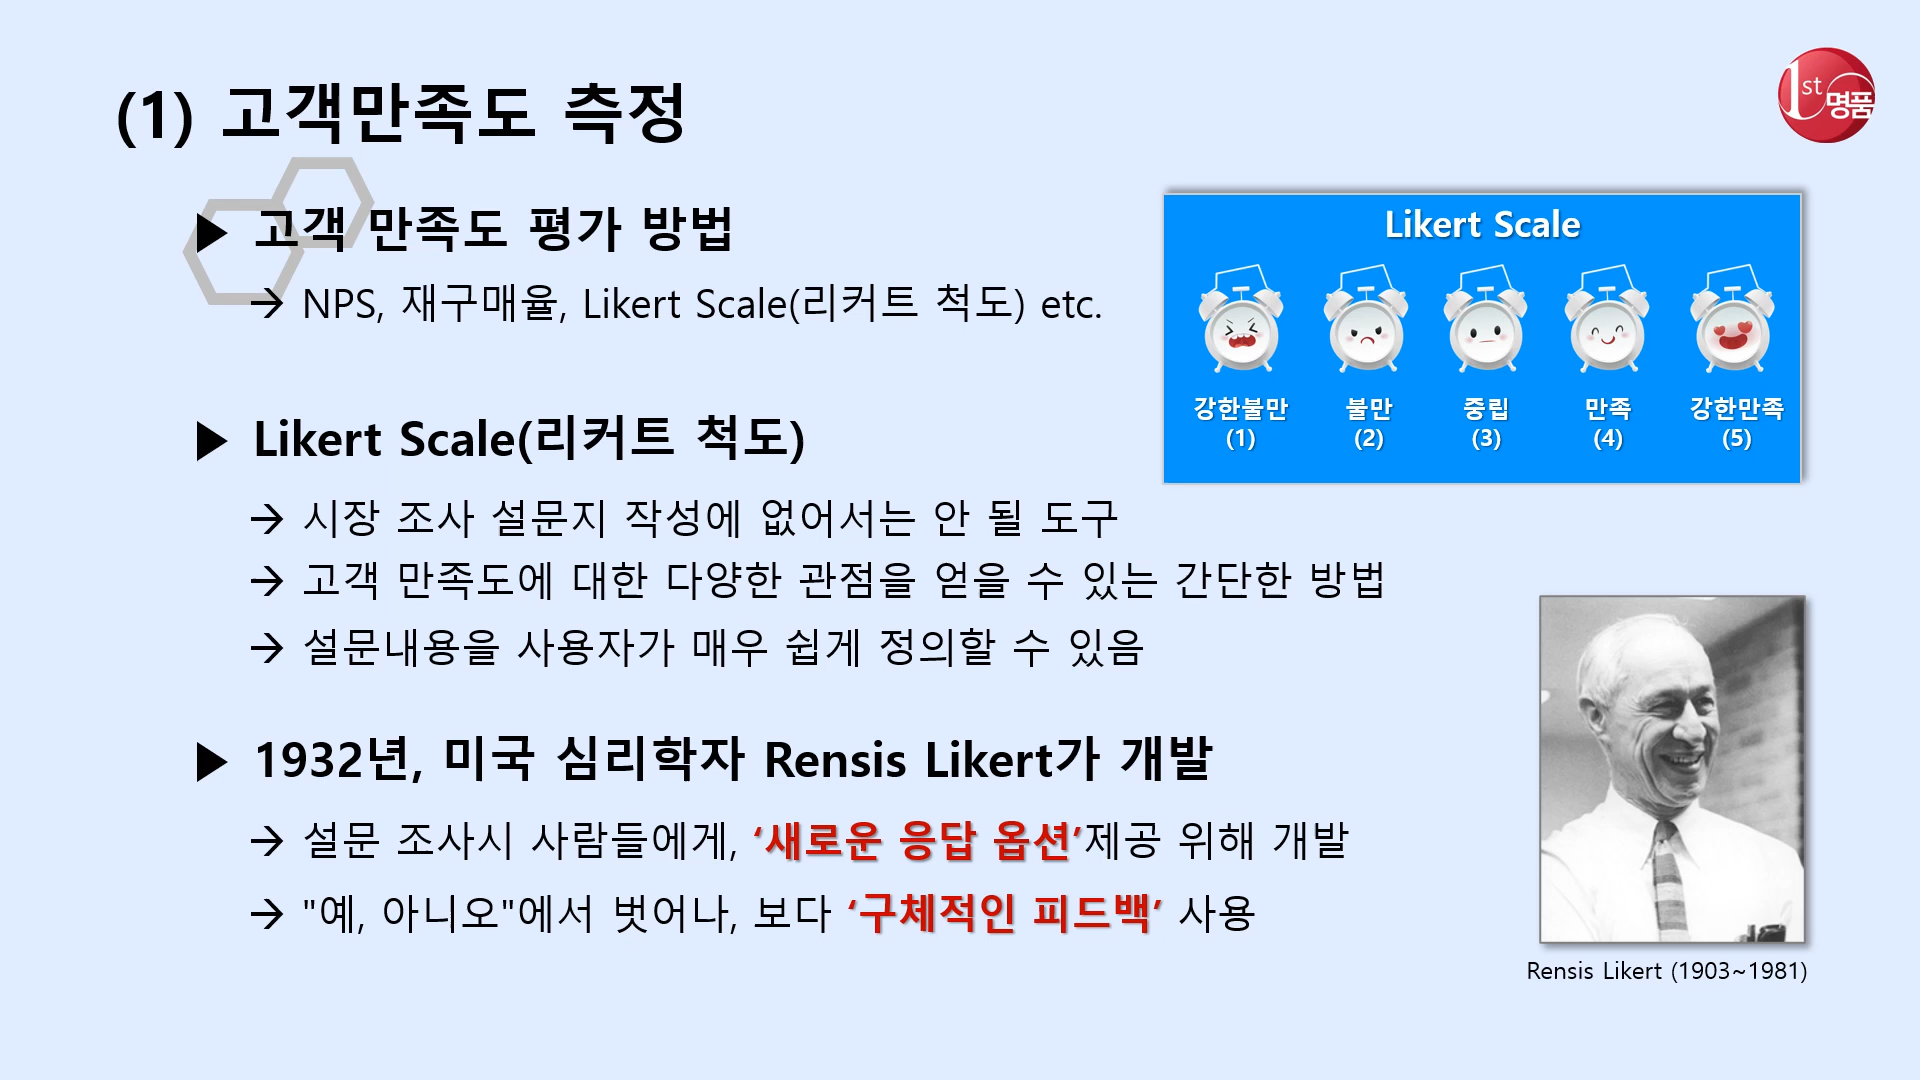 (1) 고객만족도 측정
1st 명품
▶ 고객 만족도 평가 방법
→ NPS, 재구매율, Likert Scale(리커트 척도) etc.
Likert Scale
강한불만 불만 중립 만족 강한만족
(1) (2) (3) (4) (5)
▶ Likert Scale(리커트 척도)
→ 시장 조사 설문지 작성에 없어서는 안 될 도구
→ 고객 만족도에 대한 다양한 관점을 얻을 수 있는 간단한 방법
→ 설문내용을 사용자가 매우 쉽게 정의할 수 있음
▶ 1932년, 미국 심리학자 Rensis Likert가 개발
→ 설문 조사시 사람들에게, ‘새로운 응답 옵션’제공 위해 개발
→ "예, 아니오"에서 벗어나, 보다 ‘구체적인 피드백’ 사용
Rensis Likert (1903~1981)